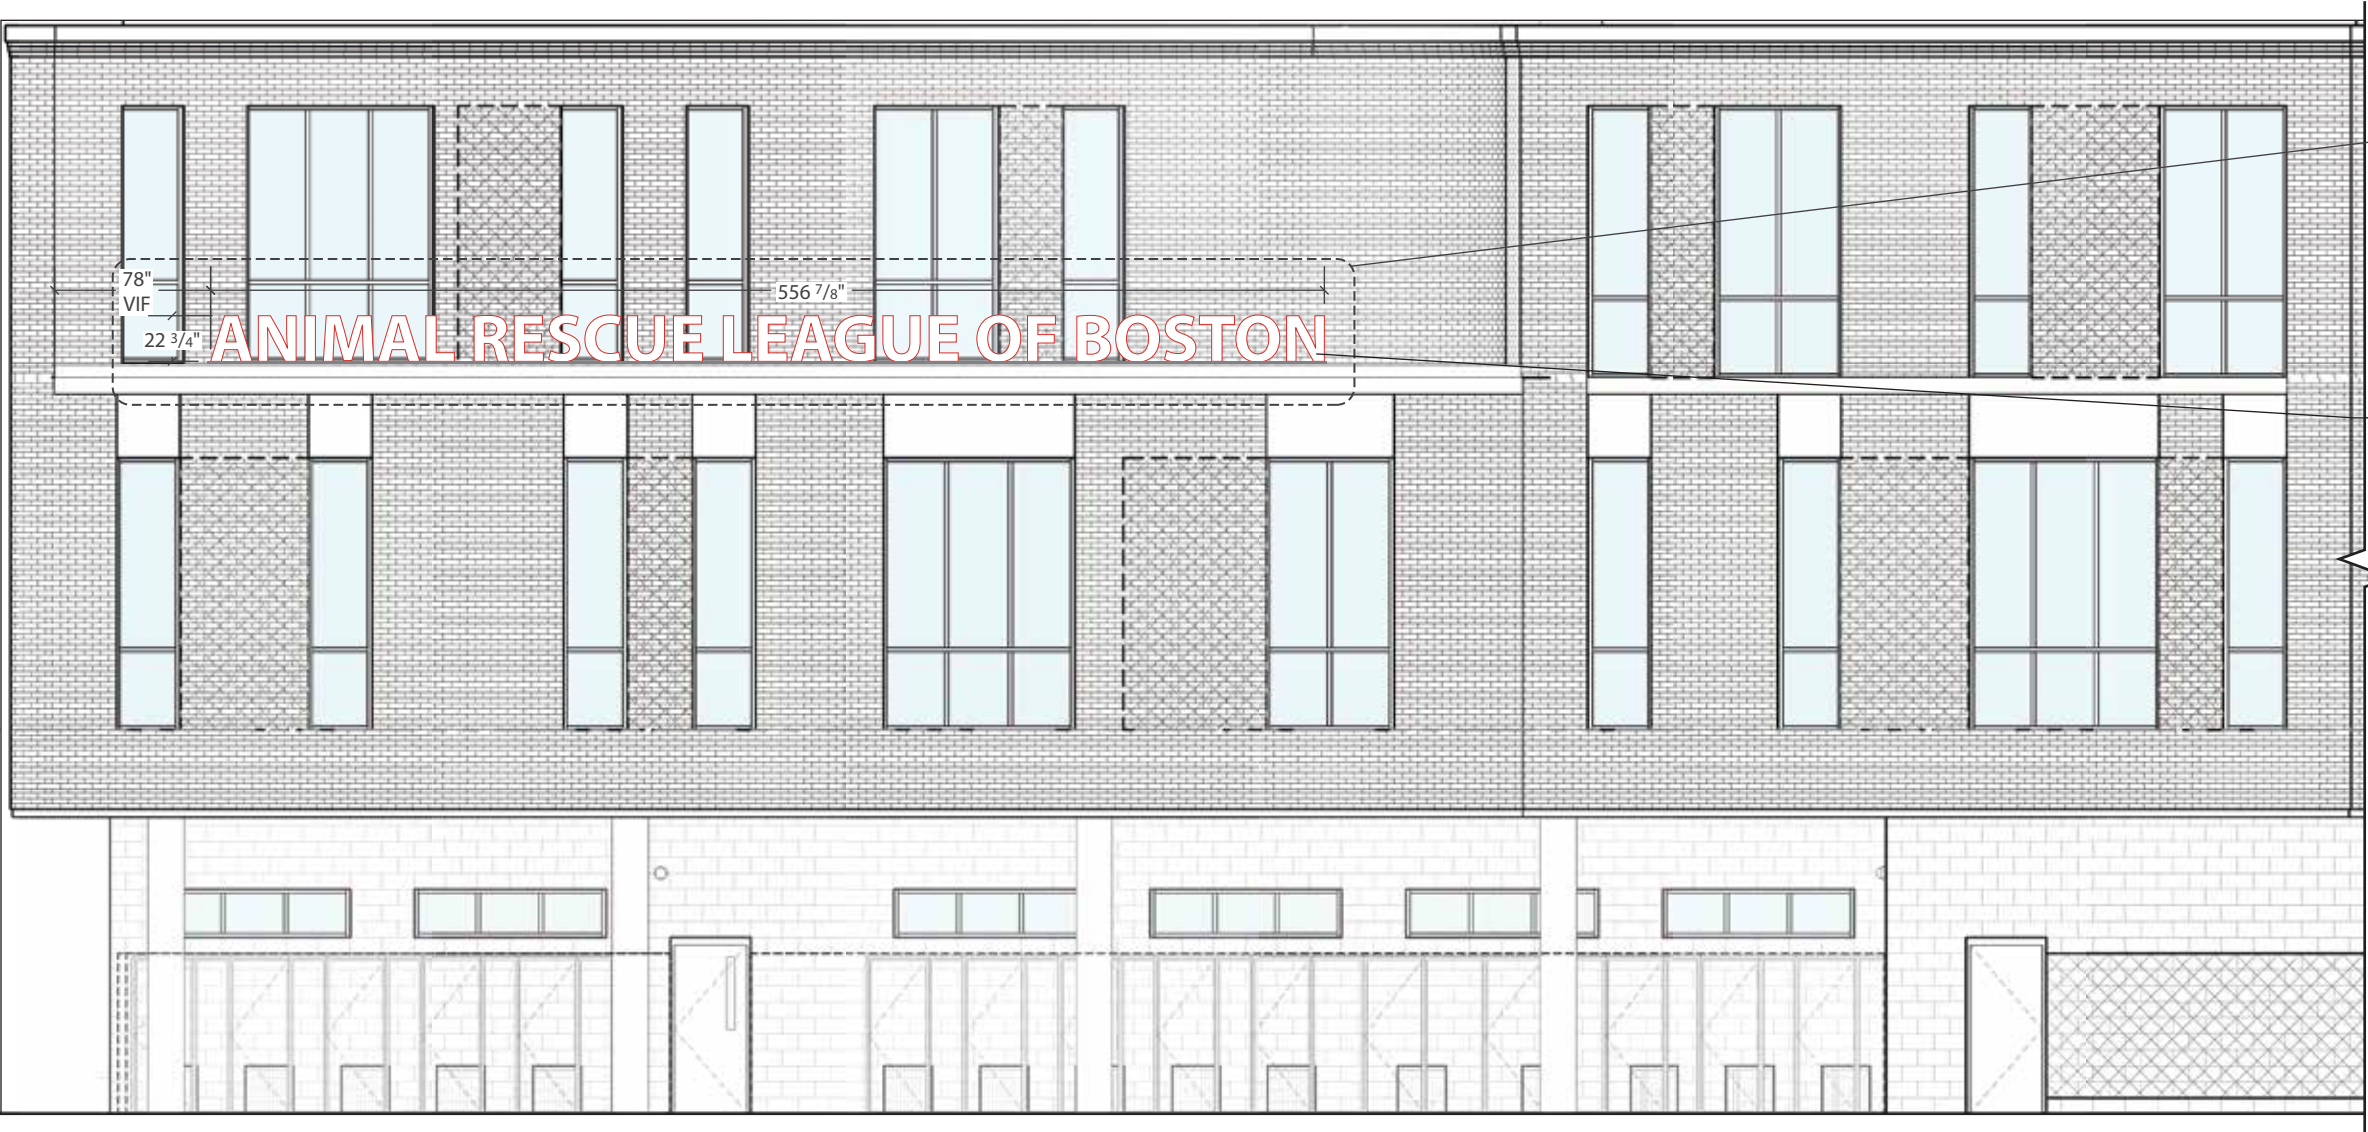 78"
VIF
556 7/8"
22 3/4"
ANIMAL RESCUE LEAGUE OF BOSTON